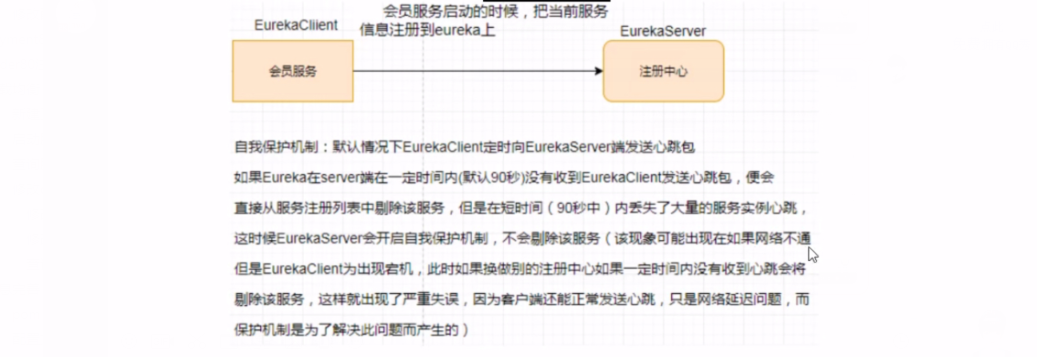 会员服务启动的时候，把当前服务
信息注册到eureka上
EurekaCliient
EurekaServer
会员服务
注册中心
自我保护机制：默认情况下EurekaClient定时向EurekaServer端发送心跳包
如果Eureka在server端在一定时间内(默认90秒)没有收到EurekaClient发送心跳包，便会
直接从服务注册列表中剔除该服务，但是在短时间（90秒中）内丢失了大量的服务实例心跳，
这时候EurekaServer会开启自我保护机制，不会剔除该服务（该现象可能出现在如果网络不通
但是EurekaClient为出现宕机，此时如果换做别的注册中心如果一定时间内没有收到心跳会将
剔除该服务，这样就出现了严重失误，因为客户端还能正常发送心跳，只是网络延迟问题，而
保护机制是为了解决此问题而产生的）